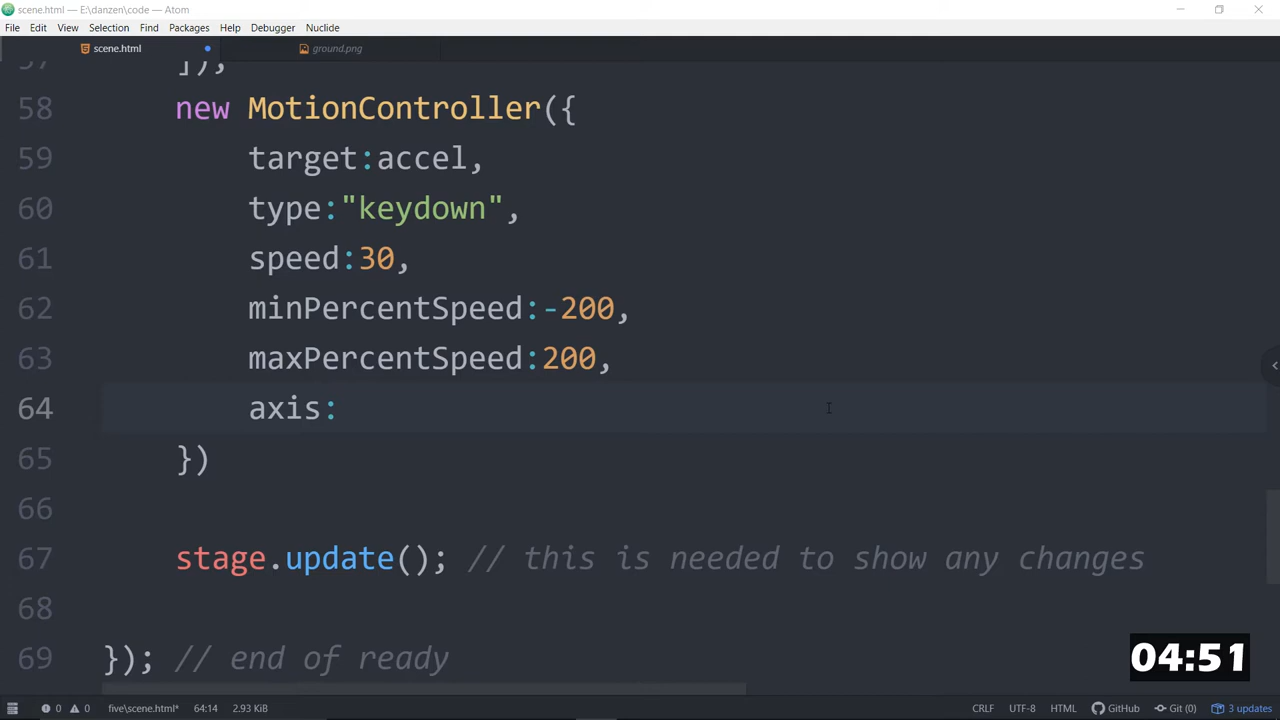 scene.html — E:\danzen\code — Atom
File Edit View Selection Find Packages Help Debugger Nuclide
scene.html ground.png
57 ]);
58 new MotionController({
59 target:accel,
60 type:"keydown",
61 speed:30,
62 minPercentSpeed:-200,
63 maxPercentSpeed:200,
64 axis:
65 })
66
67 stage.update(); // this is needed to show any changes
68
69 }); // end of ready
04:51
0 0 five\scene.html* 64:14 2.93 KiB CRLF UTF-8 HTML GitHub Git (0) 3 updates